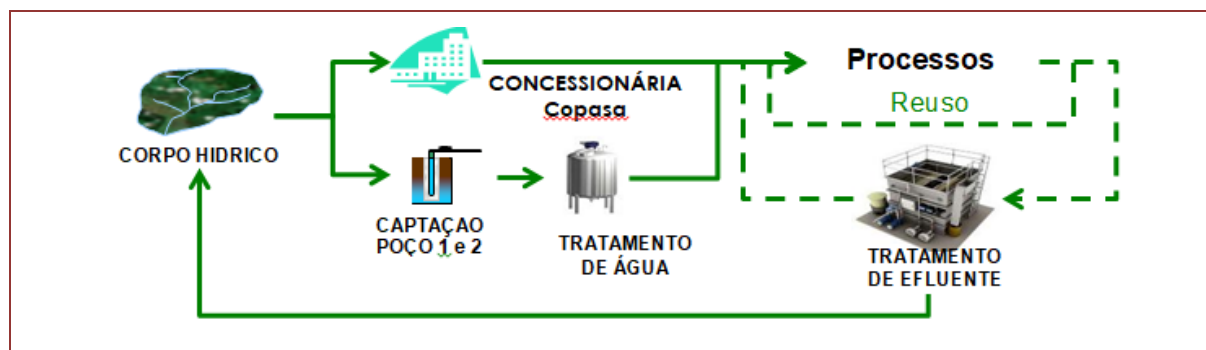 CORPO HIDRICO
CONCESSIONÁRIA
Copasa
CAPTAÇAO
POÇO 1 e 2
TRATAMENTO
DE ÁGUA
Processos
Reuso
TRATAMENTO
DE EFLUENTE